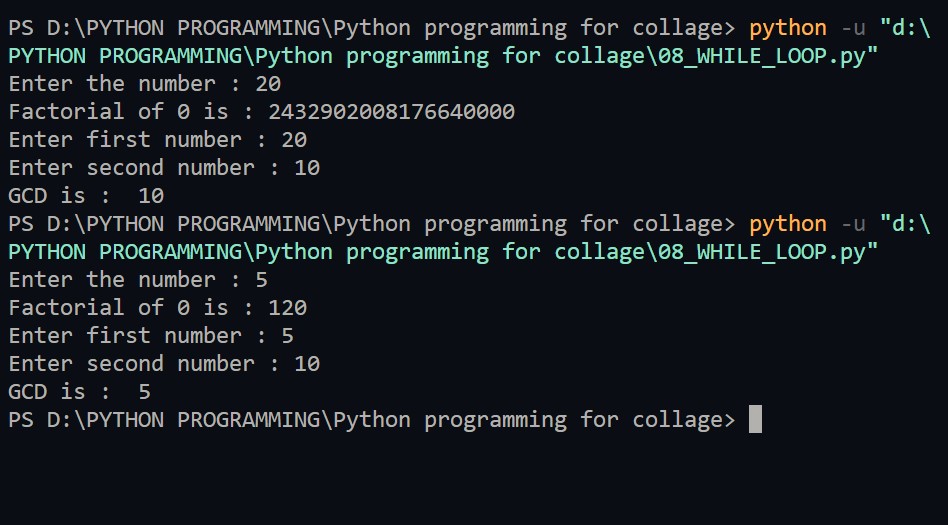 PS D:\PYTHON PROGRAMMING\Python programming for collage> python -u "d:\
PYTHON PROGRAMMING\Python programming for collage\08_WHILE_LOOP.py"
Enter the number : 20
Factorial of 0 is : 2432902008176640000
Enter first number : 20
Enter second number : 10
GCD is :  10
PS D:\PYTHON PROGRAMMING\Python programming for collage> python -u "d:\
PYTHON PROGRAMMING\Python programming for collage\08_WHILE_LOOP.py"
Enter the number : 5
Factorial of 0 is : 120
Enter first number : 5
Enter second number : 10
GCD is :  5
PS D:\PYTHON PROGRAMMING\Python programming for collage>